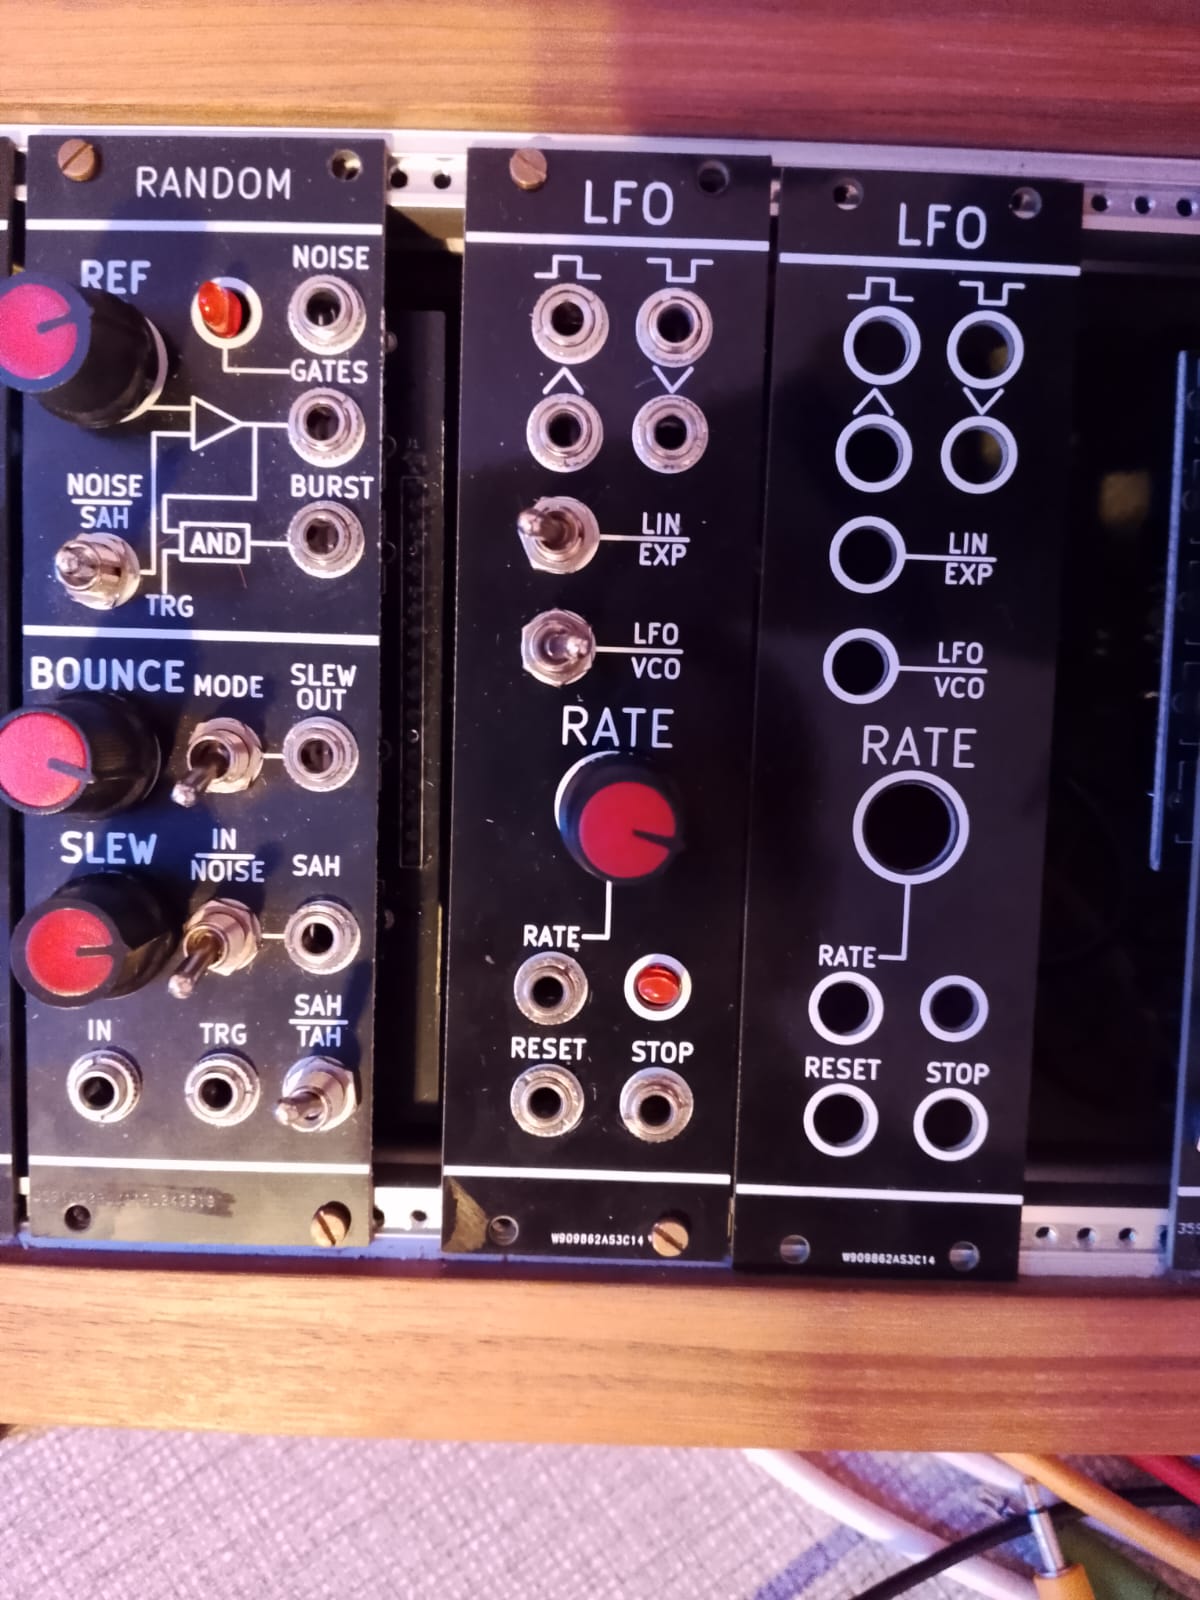 RANDOM
REF
NOISE
GATES
NOISE
SAH
BURST
AND
TRG
BOUNCE
MODE
SLEW
OUT
SLEW
IN
NOISE
SAH
IN
TRG
SAH
TAH
LFO
LIN
EXP
LFO
VCO
RATE
RATE
RESET
STOP
W909862AS3C14
LFO
LIN
EXP
LFO
VCO
RATE
RATE
RESET
STOP
W909862AS3C14